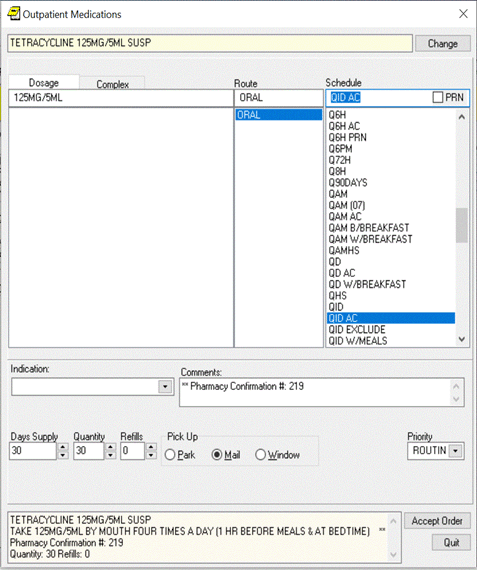 Outpatient Medications
TETRACYCLINE 125MG/5ML SUSP
Change
Dosage
Complex
Route
Schedule
125MG/5ML
ORAL
QID AC
PRN
ORAL
Q6H
Q6H AC
Q6H PRN
Q6PM
Q72H
Q8H
Q90DAYS
QAM
QAM (07)
QAM AC
QAM B/BREAKFAST
QAM W/BREAKFAST
QAMHS
QD
QD AC
QD W/BREAKFAST
QHS
QID
QID AC
QID EXCLUDE
QID W/MEALS
Indication:
Comments:
** Pharmacy Confirmation #: 219
Days Supply
Quantity
Refills
Pick Up
Priority
30
30
0
Park
Mail
Window
ROUTIN
TETRACYCLINE 125MG/5ML SUSP
TAKE 125MG/5ML BY MOUTH FOUR TIMES A DAY (1 HR BEFORE MEALS & AT BEDTIME) **
Pharmacy Confirmation #: 219
Quantity: 30 Refills: 0
Accept Order
Quit